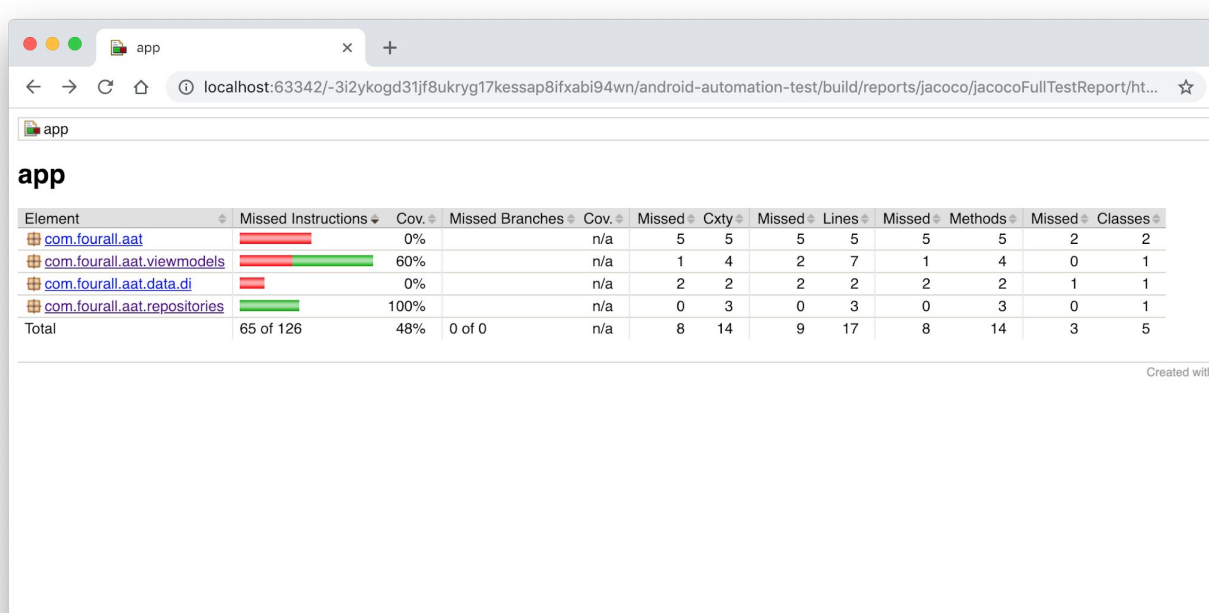 app
localhost:63342/-3i2ykogd31jf8ukryg17kessap8ifxabi94wn/android-automation-test/build/reports/jacoco/jacocoFullTestReport/ht...
app
app
Element Missed Instructions Cov. Missed Branches Cov. Missed Cxty Missed Lines Missed Methods Missed Classes
com.fourall.aat 0% n/a 5 5 5 5 5 5 2 2
com.fourall.aat.viewmodels 60% n/a 1 4 2 7 1 4 0 1
com.fourall.aat.data.di 0% n/a 2 2 2 2 2 2 1 1
com.fourall.aat.repositories 100% n/a 0 3 0 3 0 3 0 1
Total 65 of 126 48% 0 of 0 n/a 8 14 9 17 8 14 3 5
Created with